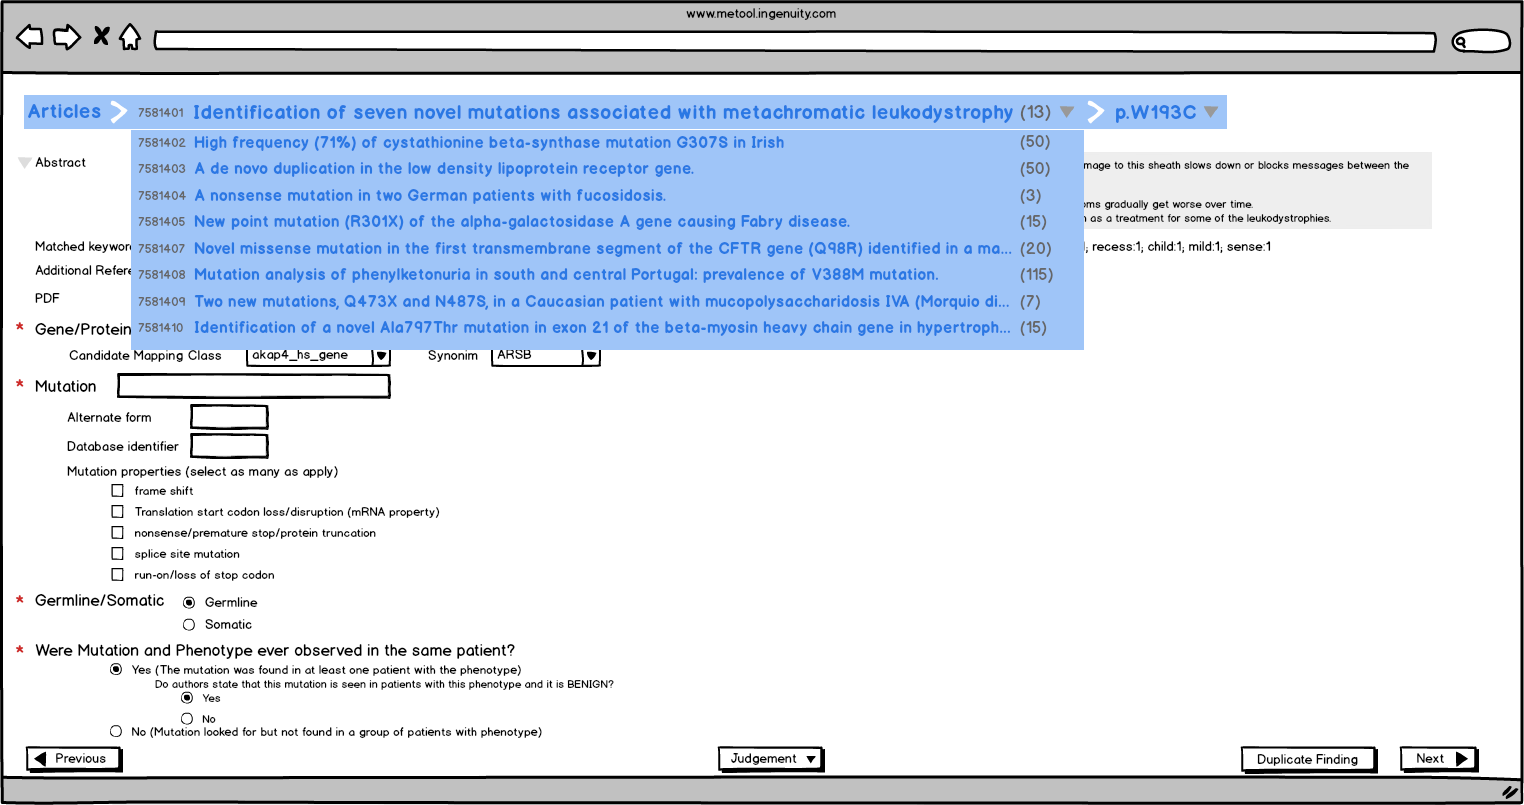 www.metool.ingenuity.com
Articles 7581401 Identification of seven novel mutations associated with metachromatic leukodystrophy (13) p.W193C
7581402 High frequency (71%) of cystathionine beta-synthase mutation G307S in Irish (50)
7581403 A de novo duplication in the low density lipoprotein receptor gene. (50)
7581404 A nonsense mutation in two German patients with fucosidosis. (3)
7581405 New point mutation (R301X) of the alpha-galactosidase A gene causing Fabry disease. (15)
7581407 Novel missense mutation in the first transmembrane segment of the CFTR gene (Q98R) identified in a ma... (20)
7581408 Mutation analysis of phenylketonuria in south and central Portugal: prevalence of V388M mutation. (115)
7581409 Two new mutations, Q473X and N487S, in a Caucasian patient with mucopolysaccharidosis IVA (Morquio di... (7)
7581410 Identification of a novel Ala797Thr mutation in exon 21 of the beta-myosin heavy chain gene in hypertroph... (15)
Abstract
mage to this sheath slows down or blocks messages between the
oms gradually get worse over time.
n as a treatment for some of the leukodystrophies.
Matched keywor
; recess:1; child:1; mild:1; sense:1
Additional Refere
PDF
* Gene/Protein
Candidate Mapping Class akap4_hs_gene Synonim ARSB
* Mutation
Alternate form
Database identifier
Mutation properties (select as many as apply)
frame shift
Translation start codon loss/disruption (mRNA property)
nonsense/premature stop/protein truncation
splice site mutation
run-on/loss of stop codon
* Germline/Somatic Germline
Somatic
* Were Mutation and Phenotype ever observed in the same patient?
Yes (The mutation was found in at least one patient with the phenotype)
Do authors state that this mutation is seen in patients with this phenotype and it is BENIGN?
Yes
No
No (Mutation looked for but not found in a group of patients with phenotype)
Previous Judgement Duplicate Finding Next